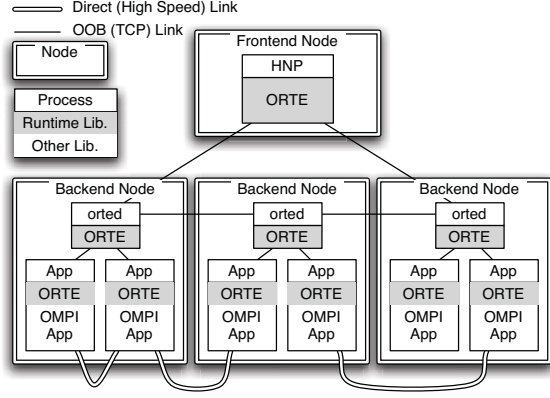 Direct (High Speed) Link
OOB (TCP) Link
Node
Process
Runtime Lib.
Other Lib.
Frontend Node
HNP
ORTE
Backend Node
orted
ORTE
App
ORTE
OMPI
App
App
ORTE
OMPI
App
Backend Node
orted
ORTE
App
ORTE
OMPI
App
App
ORTE
OMPI
App
Backend Node
orted
ORTE
App
ORTE
OMPI
App
App
ORTE
OMPI
App